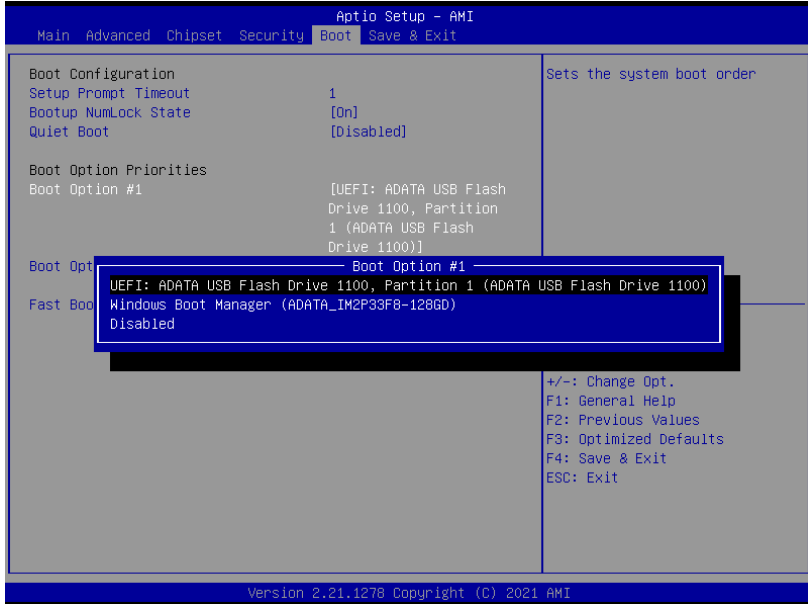 Aptio Setup – AMI
Main Advanced Chipset Security Boot Save & Exit
Boot Configuration
Setup Prompt Timeout 1
Bootup NumLock State [On]
Quiet Boot [Disabled]
Boot Option Priorities
Boot Option #1 [UEFI: ADATA USB Flash
Drive 1100, Partition
1 (ADATA USB Flash
Drive 1100)]
Boot Opt
Fast Boo
Boot Option #1
UEFI: ADATA USB Flash Drive 1100, Partition 1 (ADATA USB Flash Drive 1100)
Windows Boot Manager (ADATA_IM2P33F8-128GD)
Disabled
Sets the system boot order
+/-: Change Opt.
F1: General Help
F2: Previous Values
F3: Optimized Defaults
F4: Save & Exit
ESC: Exit
Version 2.21.1278 Copyright (C) 2021 AMI